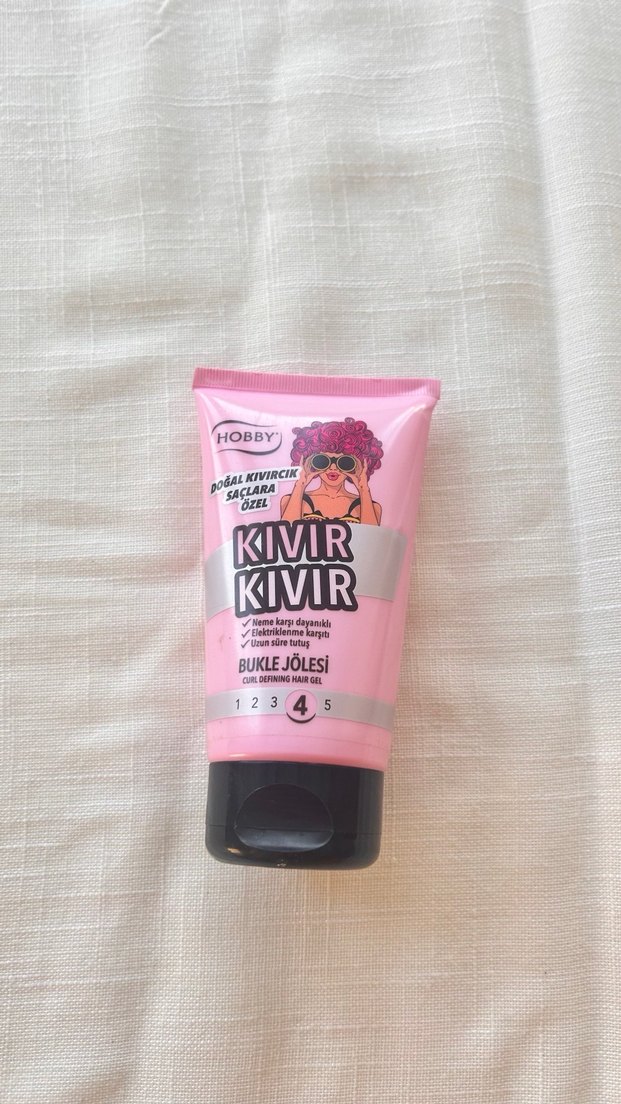 HOBBY
DOĞAL KIVIRCIK
SAÇLARA
ÖZEL
KIVIR
KIVIR
✓ Neme karşı dayanıklı
✓ Elektriklenme karşıtı
✓ Uzun süre tutuş
BUKLE JÖLESİ
CURL DEFINING HAIR GEL
1 2 3 4 5